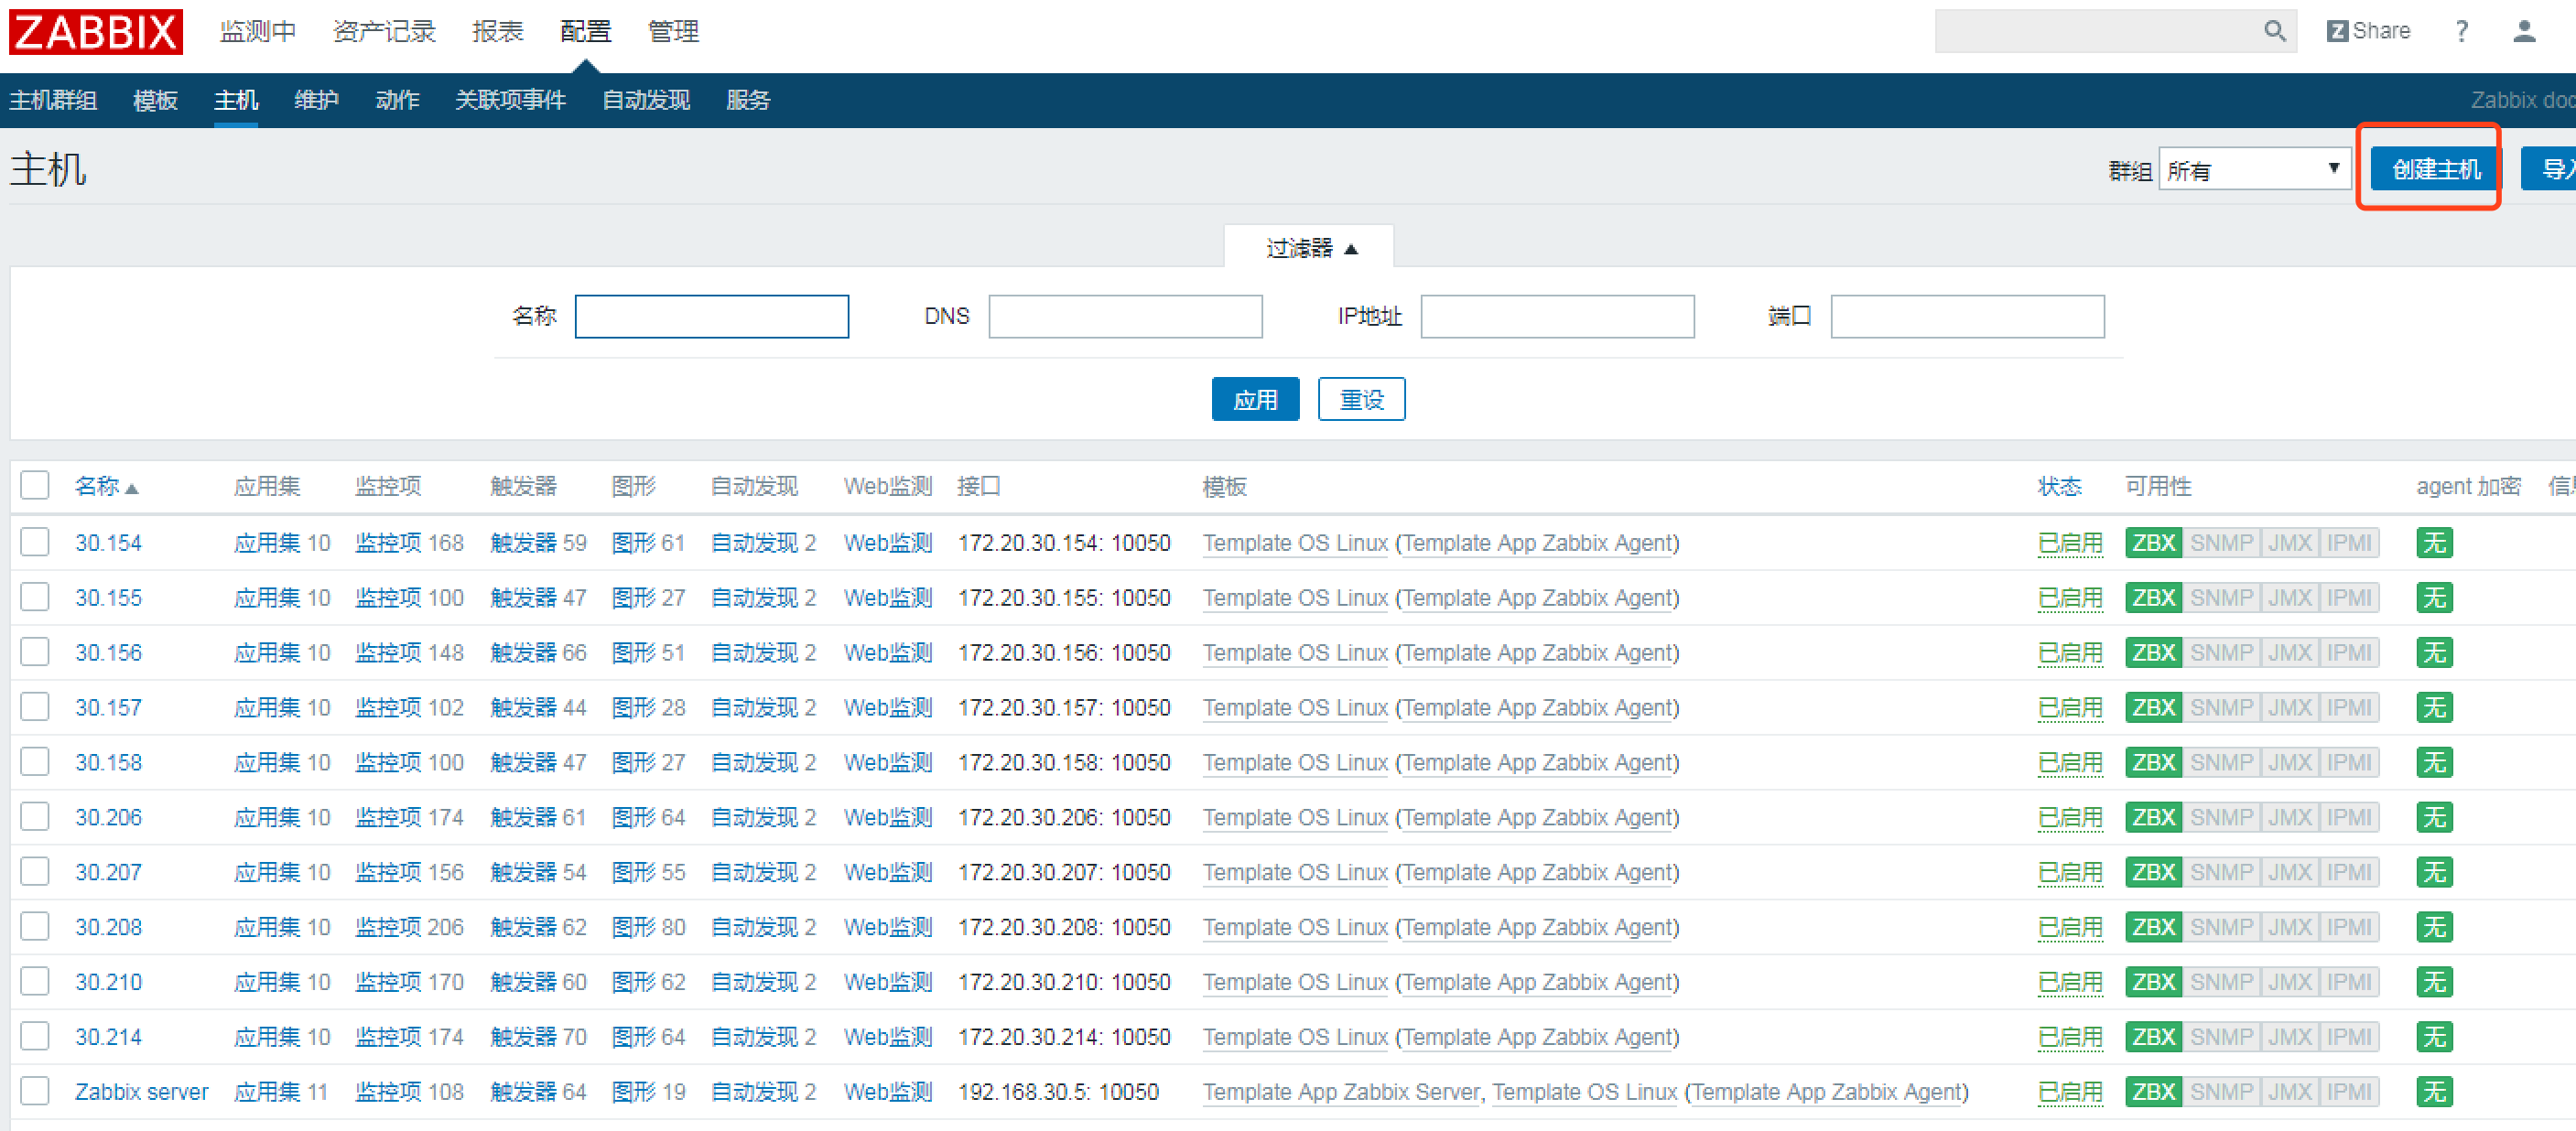 ZABBIX 监测中 资产记录 报表 配置 管理 Z Share ?
主机群组 模板 主机 维护 动作 关联项事件 自动发现 服务 Zabbix doc
主机 群组 所有 创建主机 导入
过滤器
名称 DNS IP地址 端口
应用 重设
名称 应用集 监控项 触发器 图形 自动发现 Web监测 接口 模板 状态 可用性 agent 加密 信息
30.154 应用集 10 监控项 168 触发器 59 图形 61 自动发现 2 Web监测 172.20.30.154: 10050 Template OS Linux (Template App Zabbix Agent) 已启用 ZBX SNMP JMX IPMI 无
30.155 应用集 10 监控项 100 触发器 47 图形 27 自动发现 2 Web监测 172.20.30.155: 10050 Template OS Linux (Template App Zabbix Agent) 已启用 ZBX SNMP JMX IPMI 无
30.156 应用集 10 监控项 148 触发器 66 图形 51 自动发现 2 Web监测 172.20.30.156: 10050 Template OS Linux (Template App Zabbix Agent) 已启用 ZBX SNMP JMX IPMI 无
30.157 应用集 10 监控项 102 触发器 44 图形 28 自动发现 2 Web监测 172.20.30.157: 10050 Template OS Linux (Template App Zabbix Agent) 已启用 ZBX SNMP JMX IPMI 无
30.158 应用集 10 监控项 100 触发器 47 图形 27 自动发现 2 Web监测 172.20.30.158: 10050 Template OS Linux (Template App Zabbix Agent) 已启用 ZBX SNMP JMX IPMI 无
30.206 应用集 10 监控项 174 触发器 61 图形 64 自动发现 2 Web监测 172.20.30.206: 10050 Template OS Linux (Template App Zabbix Agent) 已启用 ZBX SNMP JMX IPMI 无
30.207 应用集 10 监控项 156 触发器 54 图形 55 自动发现 2 Web监测 172.20.30.207: 10050 Template OS Linux (Template App Zabbix Agent) 已启用 ZBX SNMP JMX IPMI 无
30.208 应用集 10 监控项 206 触发器 62 图形 80 自动发现 2 Web监测 172.20.30.208: 10050 Template OS Linux (Template App Zabbix Agent) 已启用 ZBX SNMP JMX IPMI 无
30.210 应用集 10 监控项 170 触发器 60 图形 62 自动发现 2 Web监测 172.20.30.210: 10050 Template OS Linux (Template App Zabbix Agent) 已启用 ZBX SNMP JMX IPMI 无
30.214 应用集 10 监控项 174 触发器 70 图形 64 自动发现 2 Web监测 172.20.30.214: 10050 Template OS Linux (Template App Zabbix Agent) 已启用 ZBX SNMP JMX IPMI 无
Zabbix server 应用集 11 监控项 108 触发器 64 图形 19 自动发现 2 Web监测 192.168.30.5: 10050 Template App Zabbix Server, Template OS Linux (Template App Zabbix Agent) 已启用 ZBX SNMP JMX IPMI 无